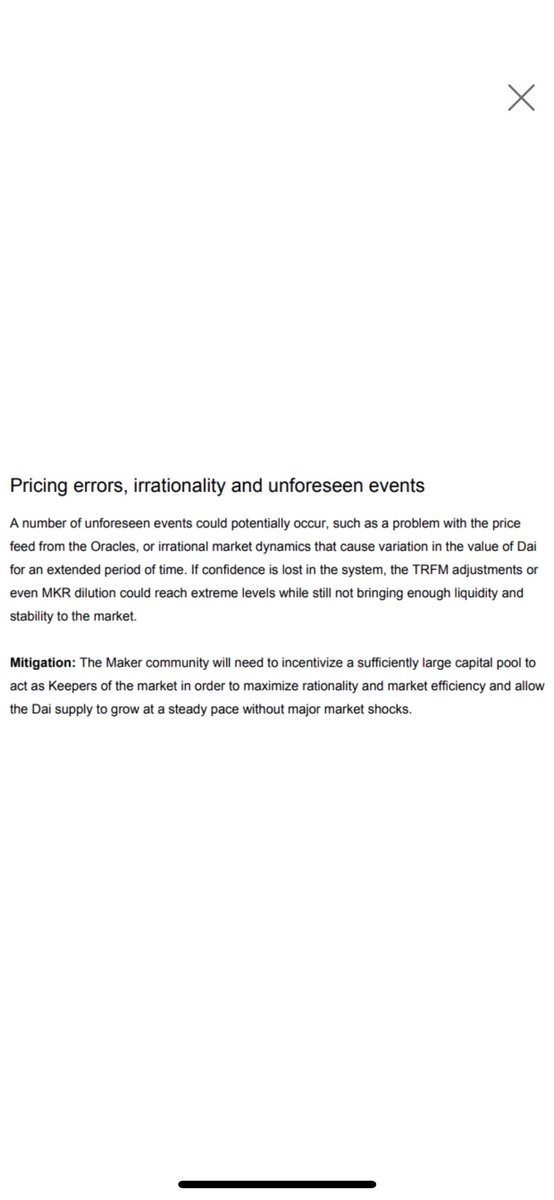 Pricing errors, irrationality and unforeseen events
A number of unforeseen events could potentially occur, such as a problem with the price
feed from the Oracles, or irrational market dynamics that cause variation in the value of Dai
for an extended period of time. If confidence is lost in the system, the TRFM adjustments or
even MKR dilution could reach extreme levels while still not bringing enough liquidity and
stability to the market.
Mitigation: The Maker community will need to incentivize a sufficiently large capital pool to
act as Keepers of the market in order to maximize rationality and market efficiency and allow
the Dai supply to grow at a steady pace without major market shocks.